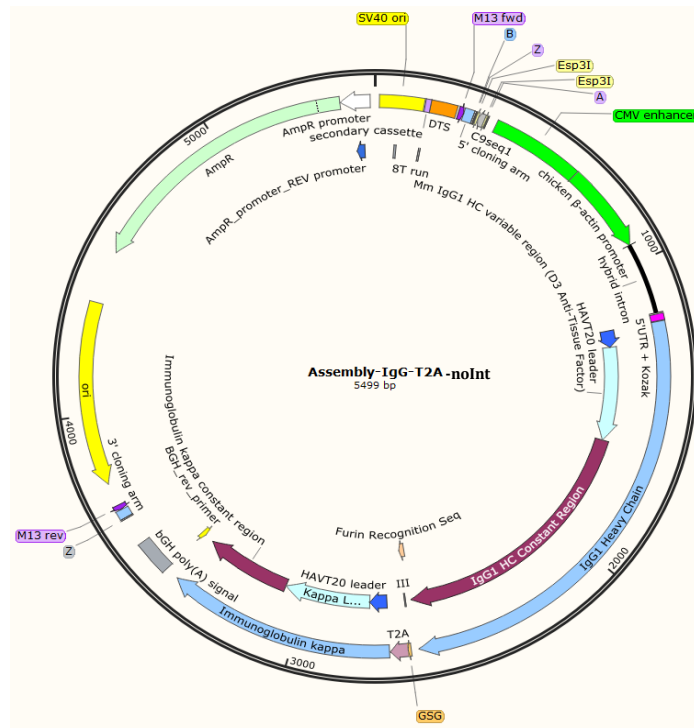 SV40 ori
M13 fwd
B
Z
Esp3I
Esp3I
A
CMV enhancer
AmpR promoter
secondary cassette
DTS
C9seq1
5' cloning arm
5000
AmpR
AmpR_promoter_REV promoter
8T run
Mm IgG1 HC variable region (D3 Anti-Tissue Factor)
chicken β-actin promoter
1000
hybrid intron
5'UTR + Kozak
HAVT20 leader
Assembly-IgG-T2A-noInt
5499 bp
ori
4000
3' cloning arm
M13 rev
Z
bGH poly(A) signal
BGH_rev_primer
Immunoglobulin kappa constant region
Furin Recognition Seq
HAVT20 leader
III
Kappa L...
IgG1 HC Constant Region
IgG1 Heavy Chain
2000
Immunoglobulin kappa
T2A
3000
GSG